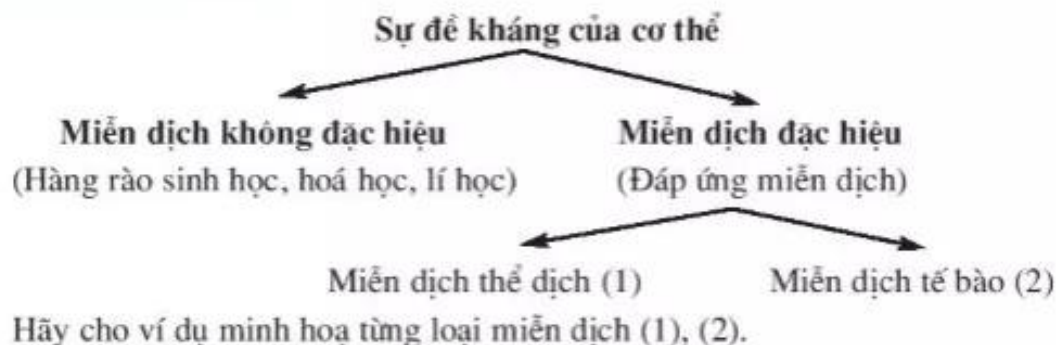 Sự đề kháng của cơ thể
Miễn dịch không đặc hiệu Miễn dịch đặc hiệu
(Hàng rào sinh học, hoá học, lí học) (Đáp ứng miễn dịch)
Miễn dịch thể dịch (1) Miễn dịch tế bào (2)
Hãy cho ví dụ minh hoạ từng loại miễn dịch (1), (2).